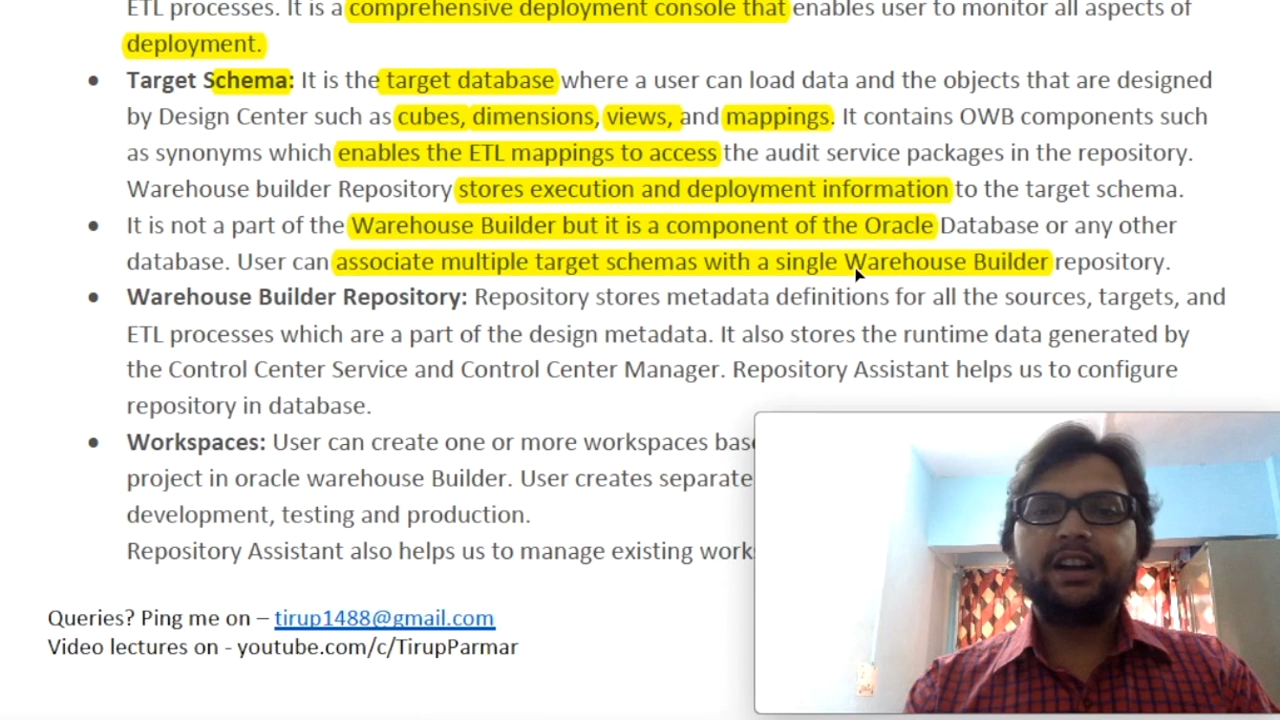 ETL processes. It is a comprehensive deployment console that enables user to monitor all aspects of
deployment.
• Target Schema: It is the target database where a user can load data and the objects that are designed
by Design Center such as cubes, dimensions, views, and mappings. It contains OWB components such
as synonyms which enables the ETL mappings to access the audit service packages in the repository.
Warehouse builder Repository stores execution and deployment information to the target schema.
• It is not a part of the Warehouse Builder but it is a component of the Oracle Database or any other
database. User can associate multiple target schemas with a single Warehouse Builder repository.
• Warehouse Builder Repository: Repository stores metadata definitions for all the sources, targets, and
ETL processes which are a part of the design metadata. It also stores the runtime data generated by
the Control Center Service and Control Center Manager. Repository Assistant helps us to configure
repository in database.
• Workspaces: User can create one or more workspaces
project in oracle warehouse Builder. User creates separate
development, testing and production.
Repository Assistant also helps us to manage existing
Queries? Ping me on – tirup1488@gmail.com
Video lectures on - youtube.com/c/TirupParmar